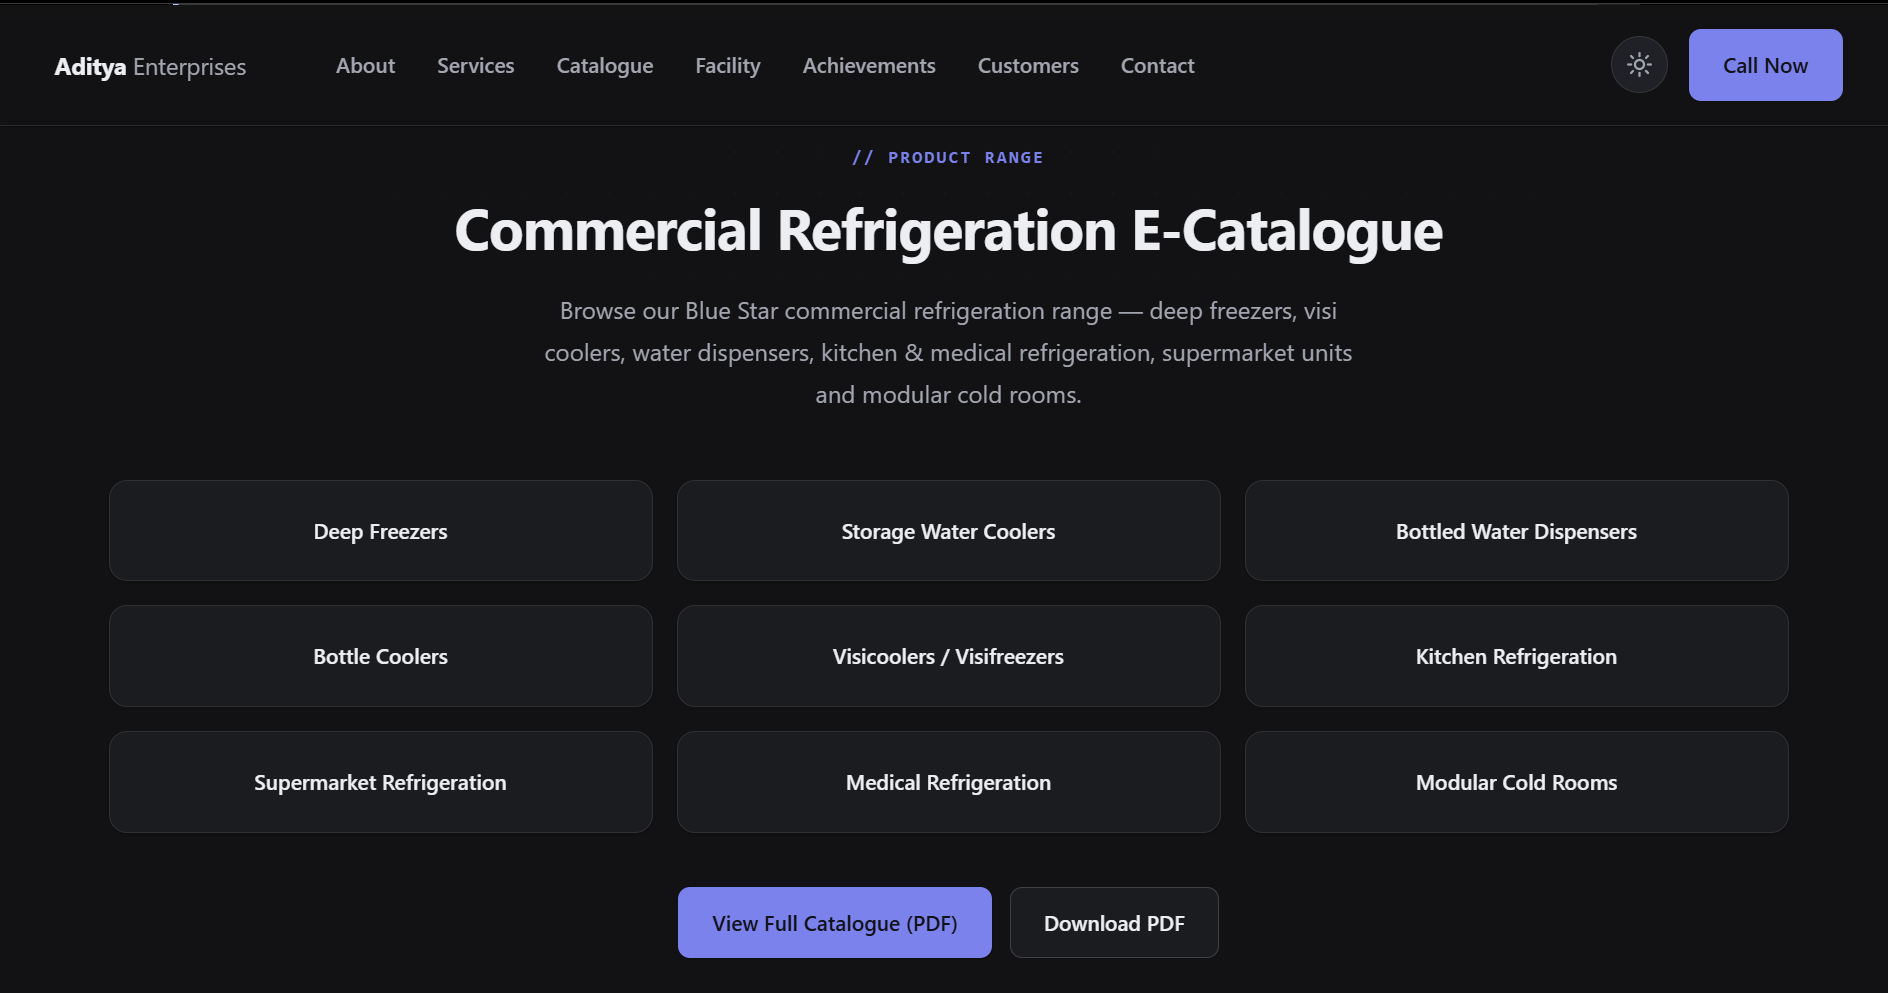 Aditya Enterprises
About
Services
Catalogue
Facility
Achievements
Customers
Contact
Call Now
// PRODUCT RANGE
Commercial Refrigeration E-Catalogue
Browse our Blue Star commercial refrigeration range — deep freezers, visi
coolers, water dispensers, kitchen & medical refrigeration, supermarket units
and modular cold rooms.
Deep Freezers
Storage Water Coolers
Bottled Water Dispensers
Bottle Coolers
Visicoolers / Visifreezers
Kitchen Refrigeration
Supermarket Refrigeration
Medical Refrigeration
Modular Cold Rooms
View Full Catalogue (PDF)
Download PDF